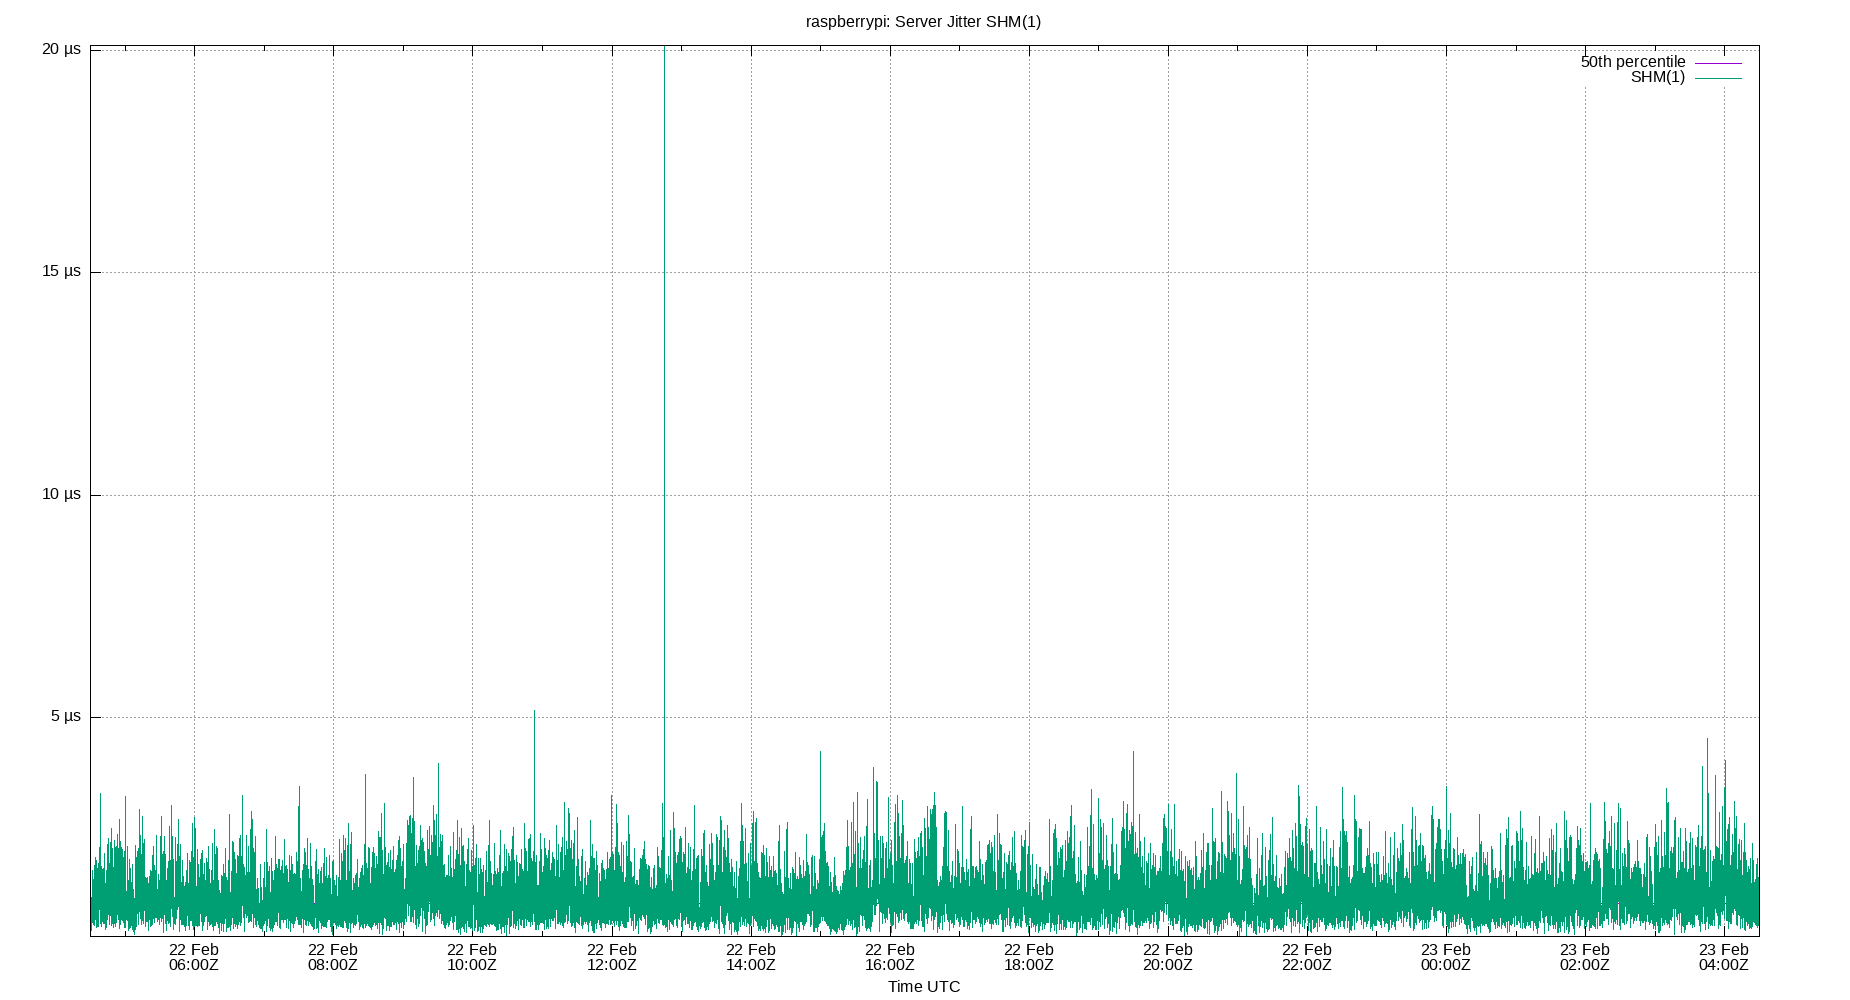 raspberrypi: Server Jitter SHM(1)
20 µs
15 µs
10 µs
5 µs
50th percentile
SHM(1)
22 Feb 22 Feb 22 Feb 22 Feb 22 Feb 22 Feb 22 Feb 22 Feb 22 Feb 23 Feb 23 Feb 23 Feb
06:00Z 08:00Z 10:00Z 12:00Z 14:00Z 16:00Z 18:00Z 20:00Z 22:00Z 00:00Z 02:00Z 04:00Z
Time UTC